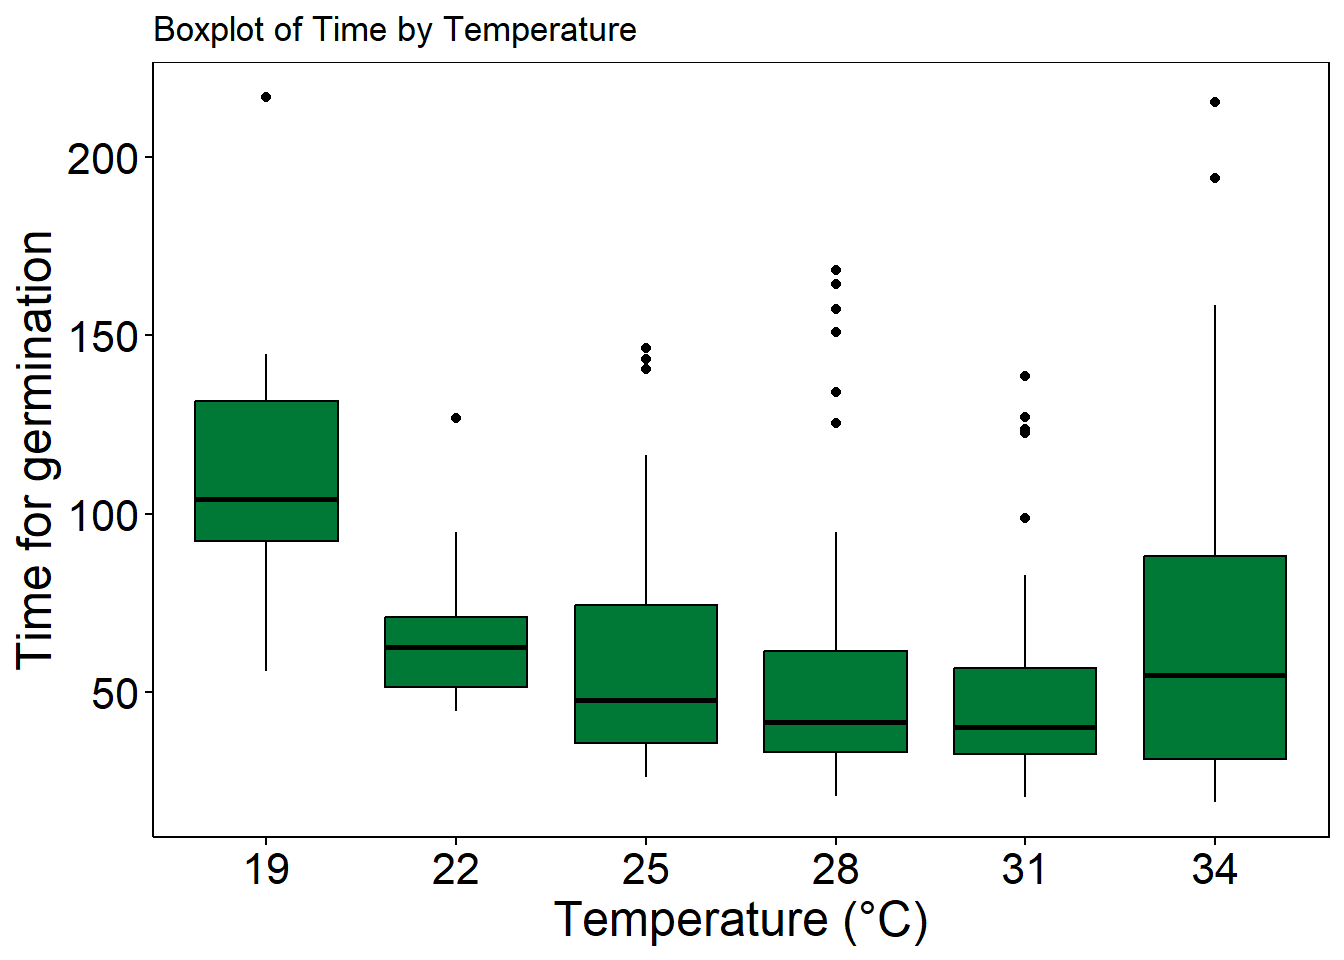 Boxplot of Time by Temperature
Time for germination
200
150
100
50
19 22 25 28 31 34
Temperature (°C)